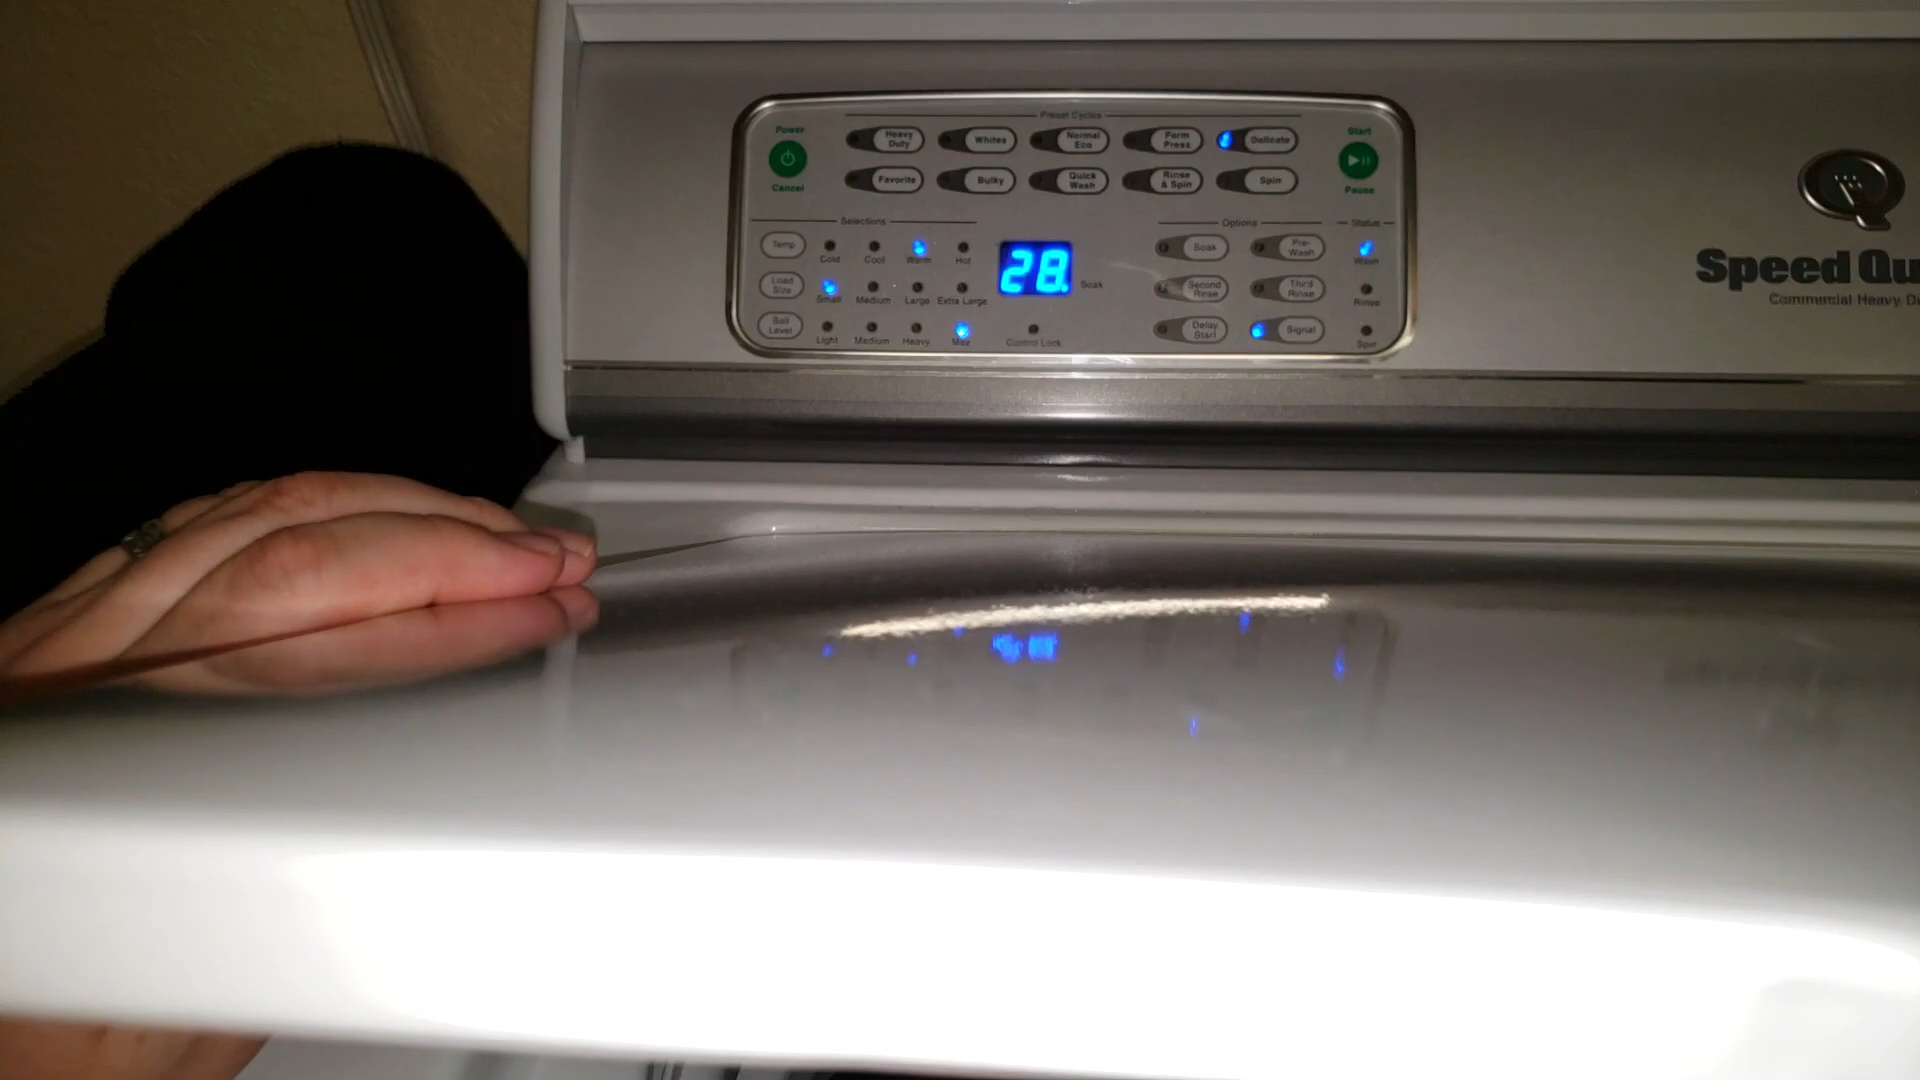 Preset Cycles
Power
Cancel
Heavy Duty
Whites
Normal Eco
Perm Press
Delicate
Favorite
Bulky
Quick Wash
Rinse & Spin
Spin
Start
Pause
Selections
Temp
Cold
Cool
Warm
Hot
Load Size
Small
Medium
Large
Extra Large
Soil Level
Light
Medium
Heavy
Max
28.
Soak
Control Lock
Options
Soak
Pre-Wash
Second Rinse
Third Rinse
Delay Start
Signal
Status
Wash
Rinse
Spin
Q
Speed Qu
Commercial Heavy Du